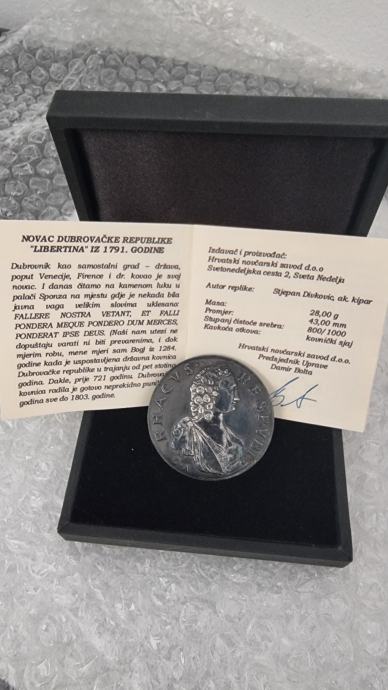 NOVAC DUBROVAČKE REPUBLIKE
"LIBERTINA" IZ 1791. GODINE
Dubrovnik kao samostalni grad – država,
poput Venecije, Firence i dr. kovao je svoj
novac. I danas čitamo na kamenom luku u
palači Sponza na mjestu gdje je nekada bila
javna vaga velikim slovima uklesano:
FALLERE NOSTRA VETANT, ET FALLI
PONDERA MEQUE PONDERO DUM MERCES,
PONDERAT IPSE DEUS. (Naši nam utezi ne
dopuštaju varati ni biti prevarenima, i dok
mjerim robu, mene mjeri sam Bog) iz 1284.
godine kada je uspostavljena državna kovnica
Dubrovačke republike u trajanju od pet stotina
godina. Dakle, prije 721 godinu.
kovnica radila je gotovo neprekidno
godina sve do 1803. godine.
Izdavač i proizvođač:
Hrvatski novčarski zavod d.o.o
Svetonedeljska cesta 2, Sveta Nedelja
Autor replike: Stjepan Divković, ak. kipar
Masa: 28,00 g
Promjer: 43,00 mm
Stupanj čistoće srebra: 800/1000
Kakvoća otkova: kovnički sjaj
Hrvatski novčarski zavod d.o.o.
Predsjednik Uprave
Damir Bolta